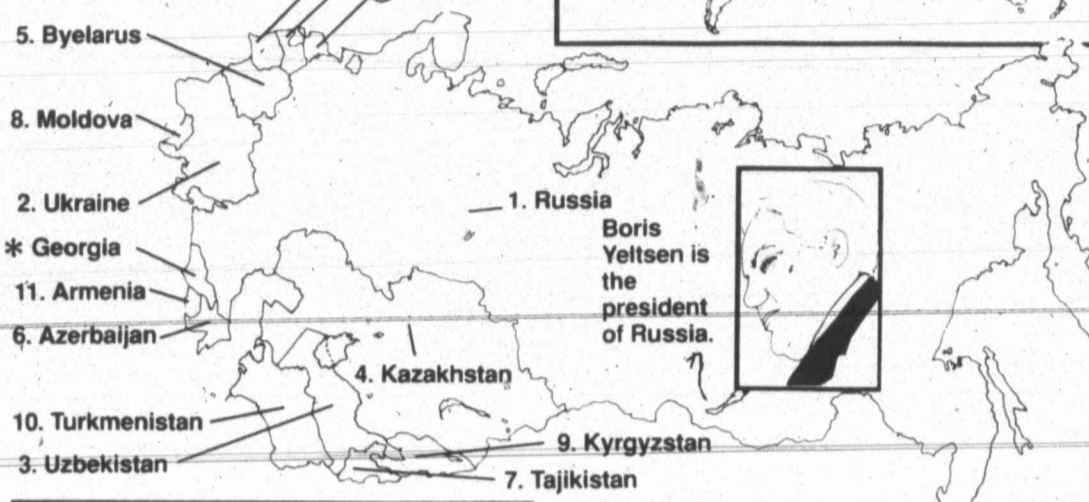 5. Byelarus
8. Moldova
2. Ukraine
* Georgia
11. Armenia
6. Azerbaijan
10. Turkmenistan
3. Uzbekistan
4. Kazakhstan
9. Kyrgyzstan
7. Tajikistan
1. Russia
Boris
Yeltsen is
the
president
of Russia.